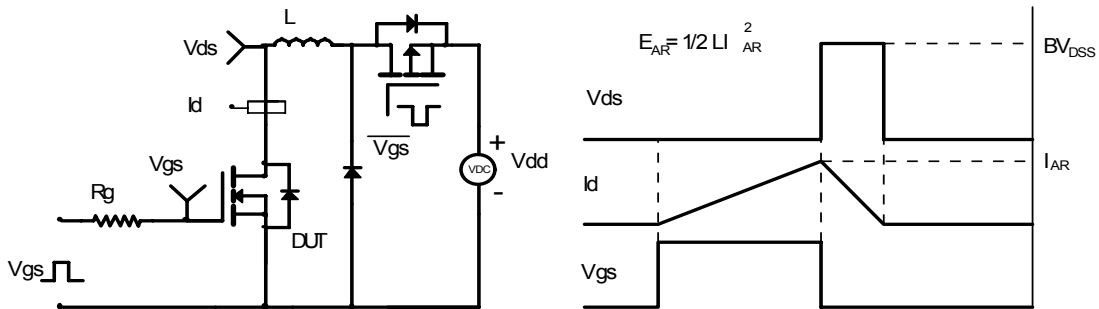 L
Vds
Id
Vgs
Vgs
+
VDC
Vdd
-
Rg
DUT
Vgs
EAR= 1/2 LI AR 2
BVDSS
Vds
IAR
Id
Vgs